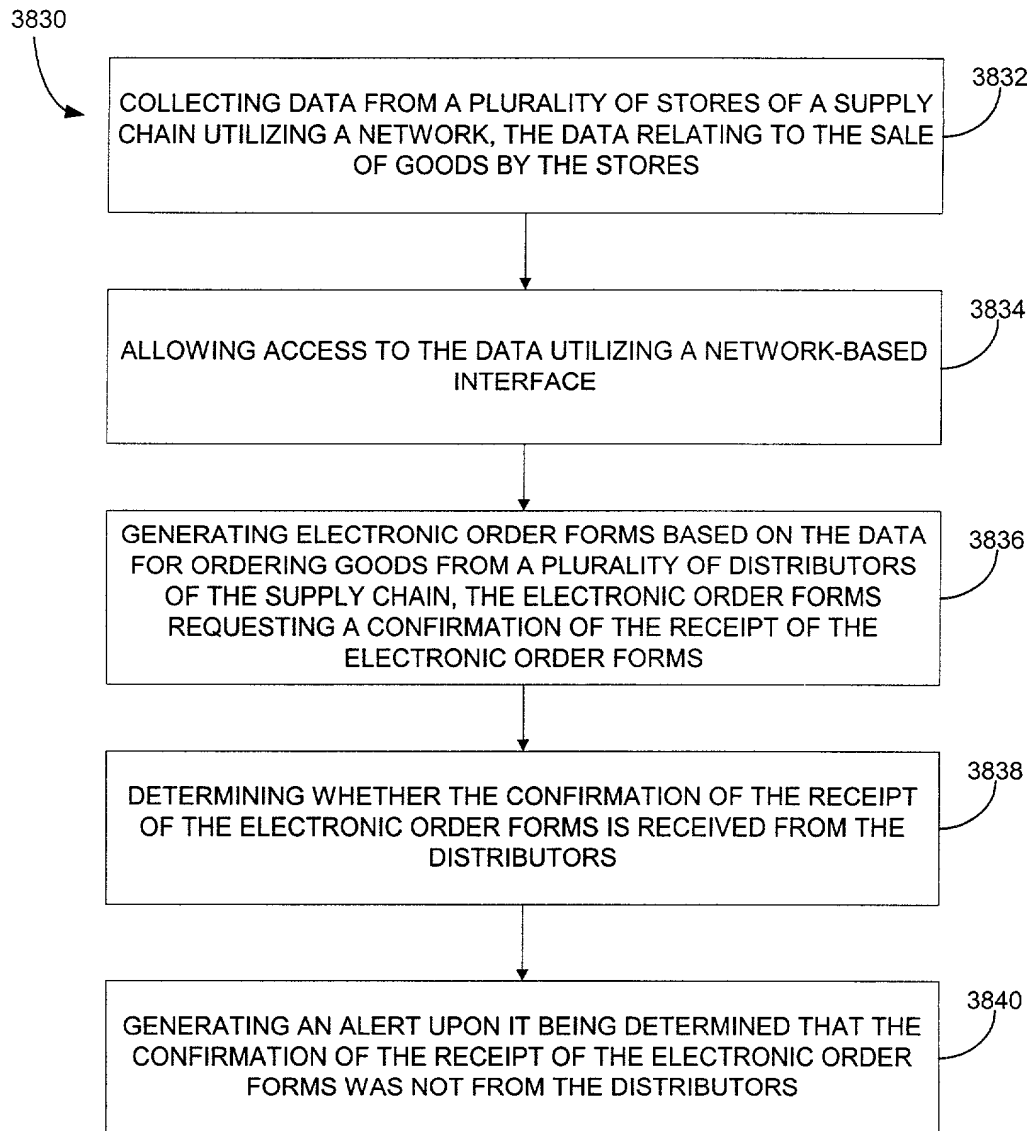 3830
3832
COLLECTING DATA FROM A PLURALITY OF STORES OF A SUPPLY
CHAIN UTILIZING A NETWORK, THE DATA RELATING TO THE SALE
OF GOODS BY THE STORES
3834
ALLOWING ACCESS TO THE DATA UTILIZING A NETWORK-BASED
INTERFACE
3836
GENERATING ELECTRONIC ORDER FORMS BASED ON THE DATA
FOR ORDERING GOODS FROM A PLURALITY OF DISTRIBUTORS
OF THE SUPPLY CHAIN, THE ELECTRONIC ORDER FORMS
REQUESTING A CONFIRMATION OF THE RECEIPT OF THE
ELECTRONIC ORDER FORMS
3838
DETERMINING WHETHER THE CONFIRMATION OF THE RECEIPT
OF THE ELECTRONIC ORDER FORMS IS RECEIVED FROM THE
DISTRIBUTORS
3840
GENERATING AN ALERT UPON IT BEING DETERMINED THAT THE
CONFIRMATION OF THE RECEIPT OF THE ELECTRONIC ORDER
FORMS WAS NOT FROM THE DISTRIBUTORS